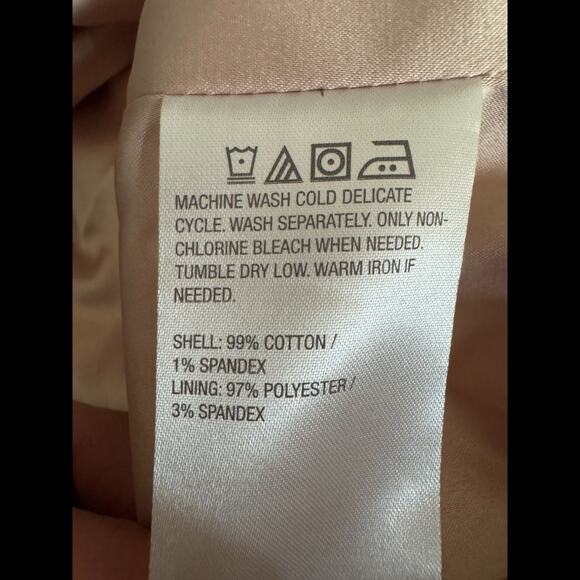 MACHINE WASH COLD DELICATE
CYCLE. WASH SEPARATELY. ONLY NON-
CHLORINE BLEACH WHEN NEEDED.
TUMBLE DRY LOW. WARM IRON IF
NEEDED.
SHELL: 99% COTTON /
1% SPANDEX
LINING: 97% POLYESTER /
3% SPANDEX